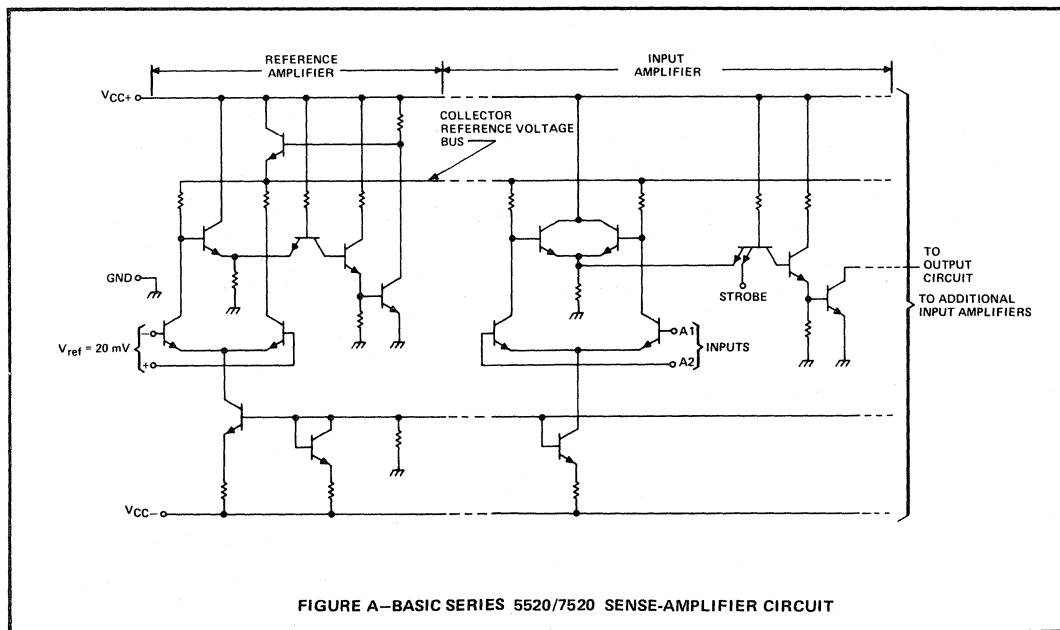 REFERENCE
AMPLIFIER
INPUT
AMPLIFIER
VCC+
COLLECTOR
REFERENCE VOLTAGE
BUS
GND
STROBE
TO
OUTPUT
CIRCUIT
TO ADDITIONAL
INPUT AMPLIFIERS
Vref = 20 mV
−
+
A1
A2
INPUTS
VCC−
FIGURE A–BASIC SERIES 5520/7520 SENSE-AMPLIFIER CIRCUIT